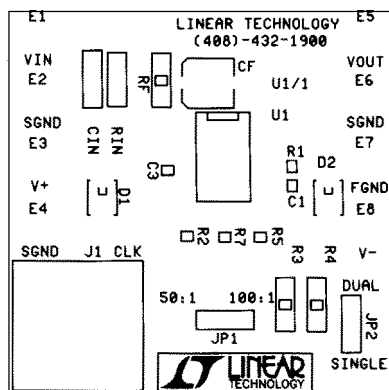 E1
LINEAR TECHNOLOGY
E5
(408)-432-1900
VIN
CF
VOUT
E2
RF
U1/1
E6
SGND
U1
SGND
E3
CIN
RIN
E7
R1
D2
C3
V+
D1
FGND
E4
C1
E8
R2
R7
R5
SGND J1 CLK
R3
R4
V-
50:1
100:1
DUAL
JP1
JP2
SINGLE
LINEAR
TECHNOLOGY